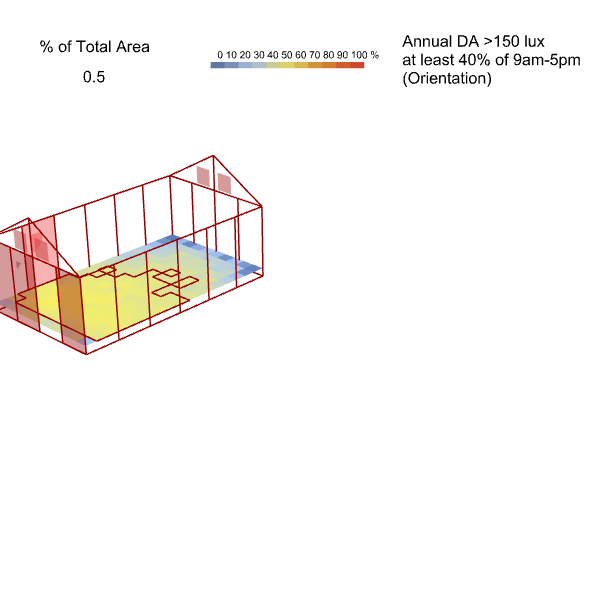 % of Total Area
0.5
0 10 20 30 40 50 60 70 80 90 100 %
Annual DA >150 lux
at least 40% of 9am-5pm
(Orientation)